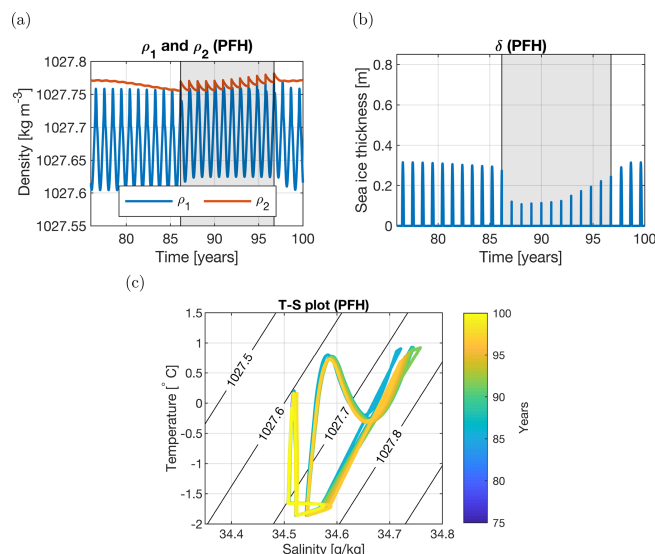 (a)
ρ1 and ρ2 (PFH)
1027.8
1027.75
1027.7
1027.65
1027.6
1027.55
Density [kg m-3]
ρ1
ρ2
80 85 90 95 100
Time [years]
(b)
δ (PFH)
0.8
0.6
0.4
0.2
0
Sea ice thickness [m]
80 85 90 95 100
Time [years]
(c)
T-S plot (PFH)
1.5
1
0.5
0
-0.5
-1
-1.5
-2
Temperature [° C]
1027.5
1027.6
1027.7
1027.8
34.4 34.5 34.6 34.7 34.8
Salinity [g/kg]
100
95
90
85
80
75
Years